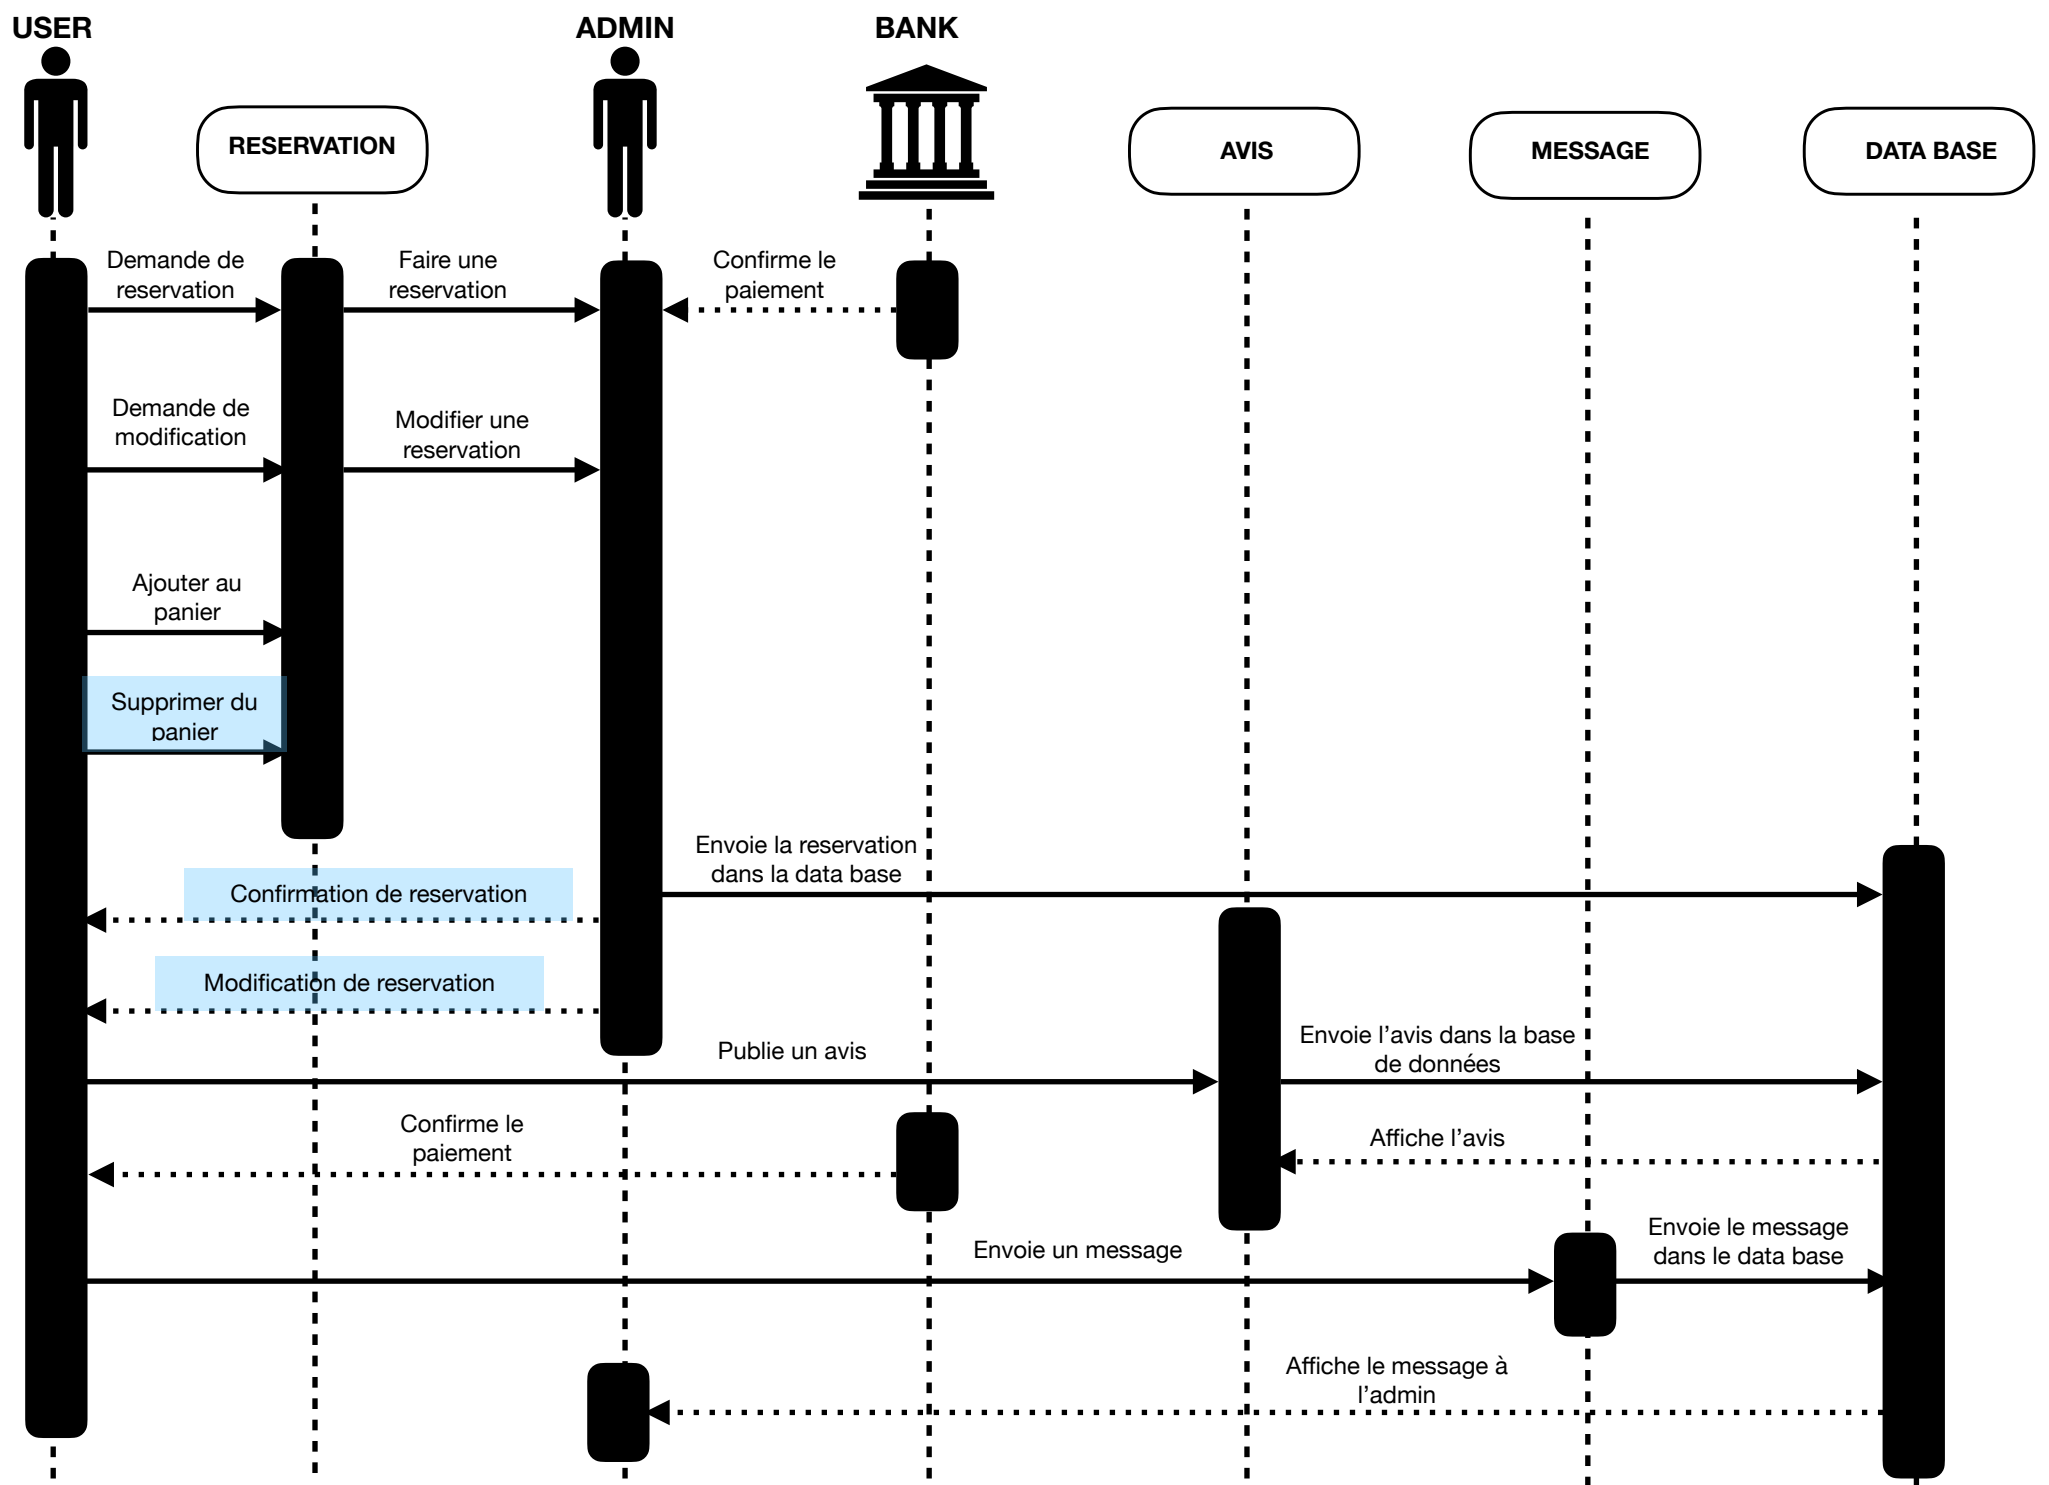 USER
ADMIN
BANK
RESERVATION
AVIS
MESSAGE
DATA BASE
Demande de
reservation
Faire une
reservation
Confirme le
paiement
Demande de
modification
Modifier une
reservation
Ajouter au
panier
Supprimer du
panier
Envoie la reservation
dans la data base
Confirmation de reservation
Modification de reservation
Publie un avis
Envoie l'avis dans la base
de données
Confirme le
paiement
Affiche l'avis
Envoie un message
Envoie le message
dans le data base
Affiche le message à
l'admin